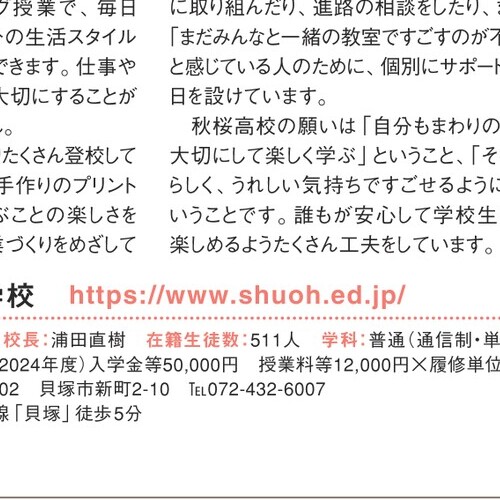 グ授業で、毎日
の生活スタイル
できます。仕事や
大切にすることが
ん。
たくさん登校して
手作りのプリント
ぶことの楽しさを
づくりをめざして
に取り組んだり、進路の相談をしたり、
「まだみんなと一緒の教室ですごすのが不
と感じている人のために、個別にサポート
日を設けています。
秋桜高校の願いは「自分もまわりの
大切にして楽しく学ぶ」ということ、「そ
らしく、うれしい気持ちですごせるように
いうことです。誰もが安心して学校生
楽しめるようたくさん工夫をしています。
学校 https://www.shuoh.ed.jp/
校長：浦田直樹 在籍生徒数：511人 学科：普通（通信制・単
2024年度）入学金等50,000円 授業料等12,000円×履修単位
02 貝塚市新町2-10 ℡072-432-6007
線「貝塚」徒歩5分